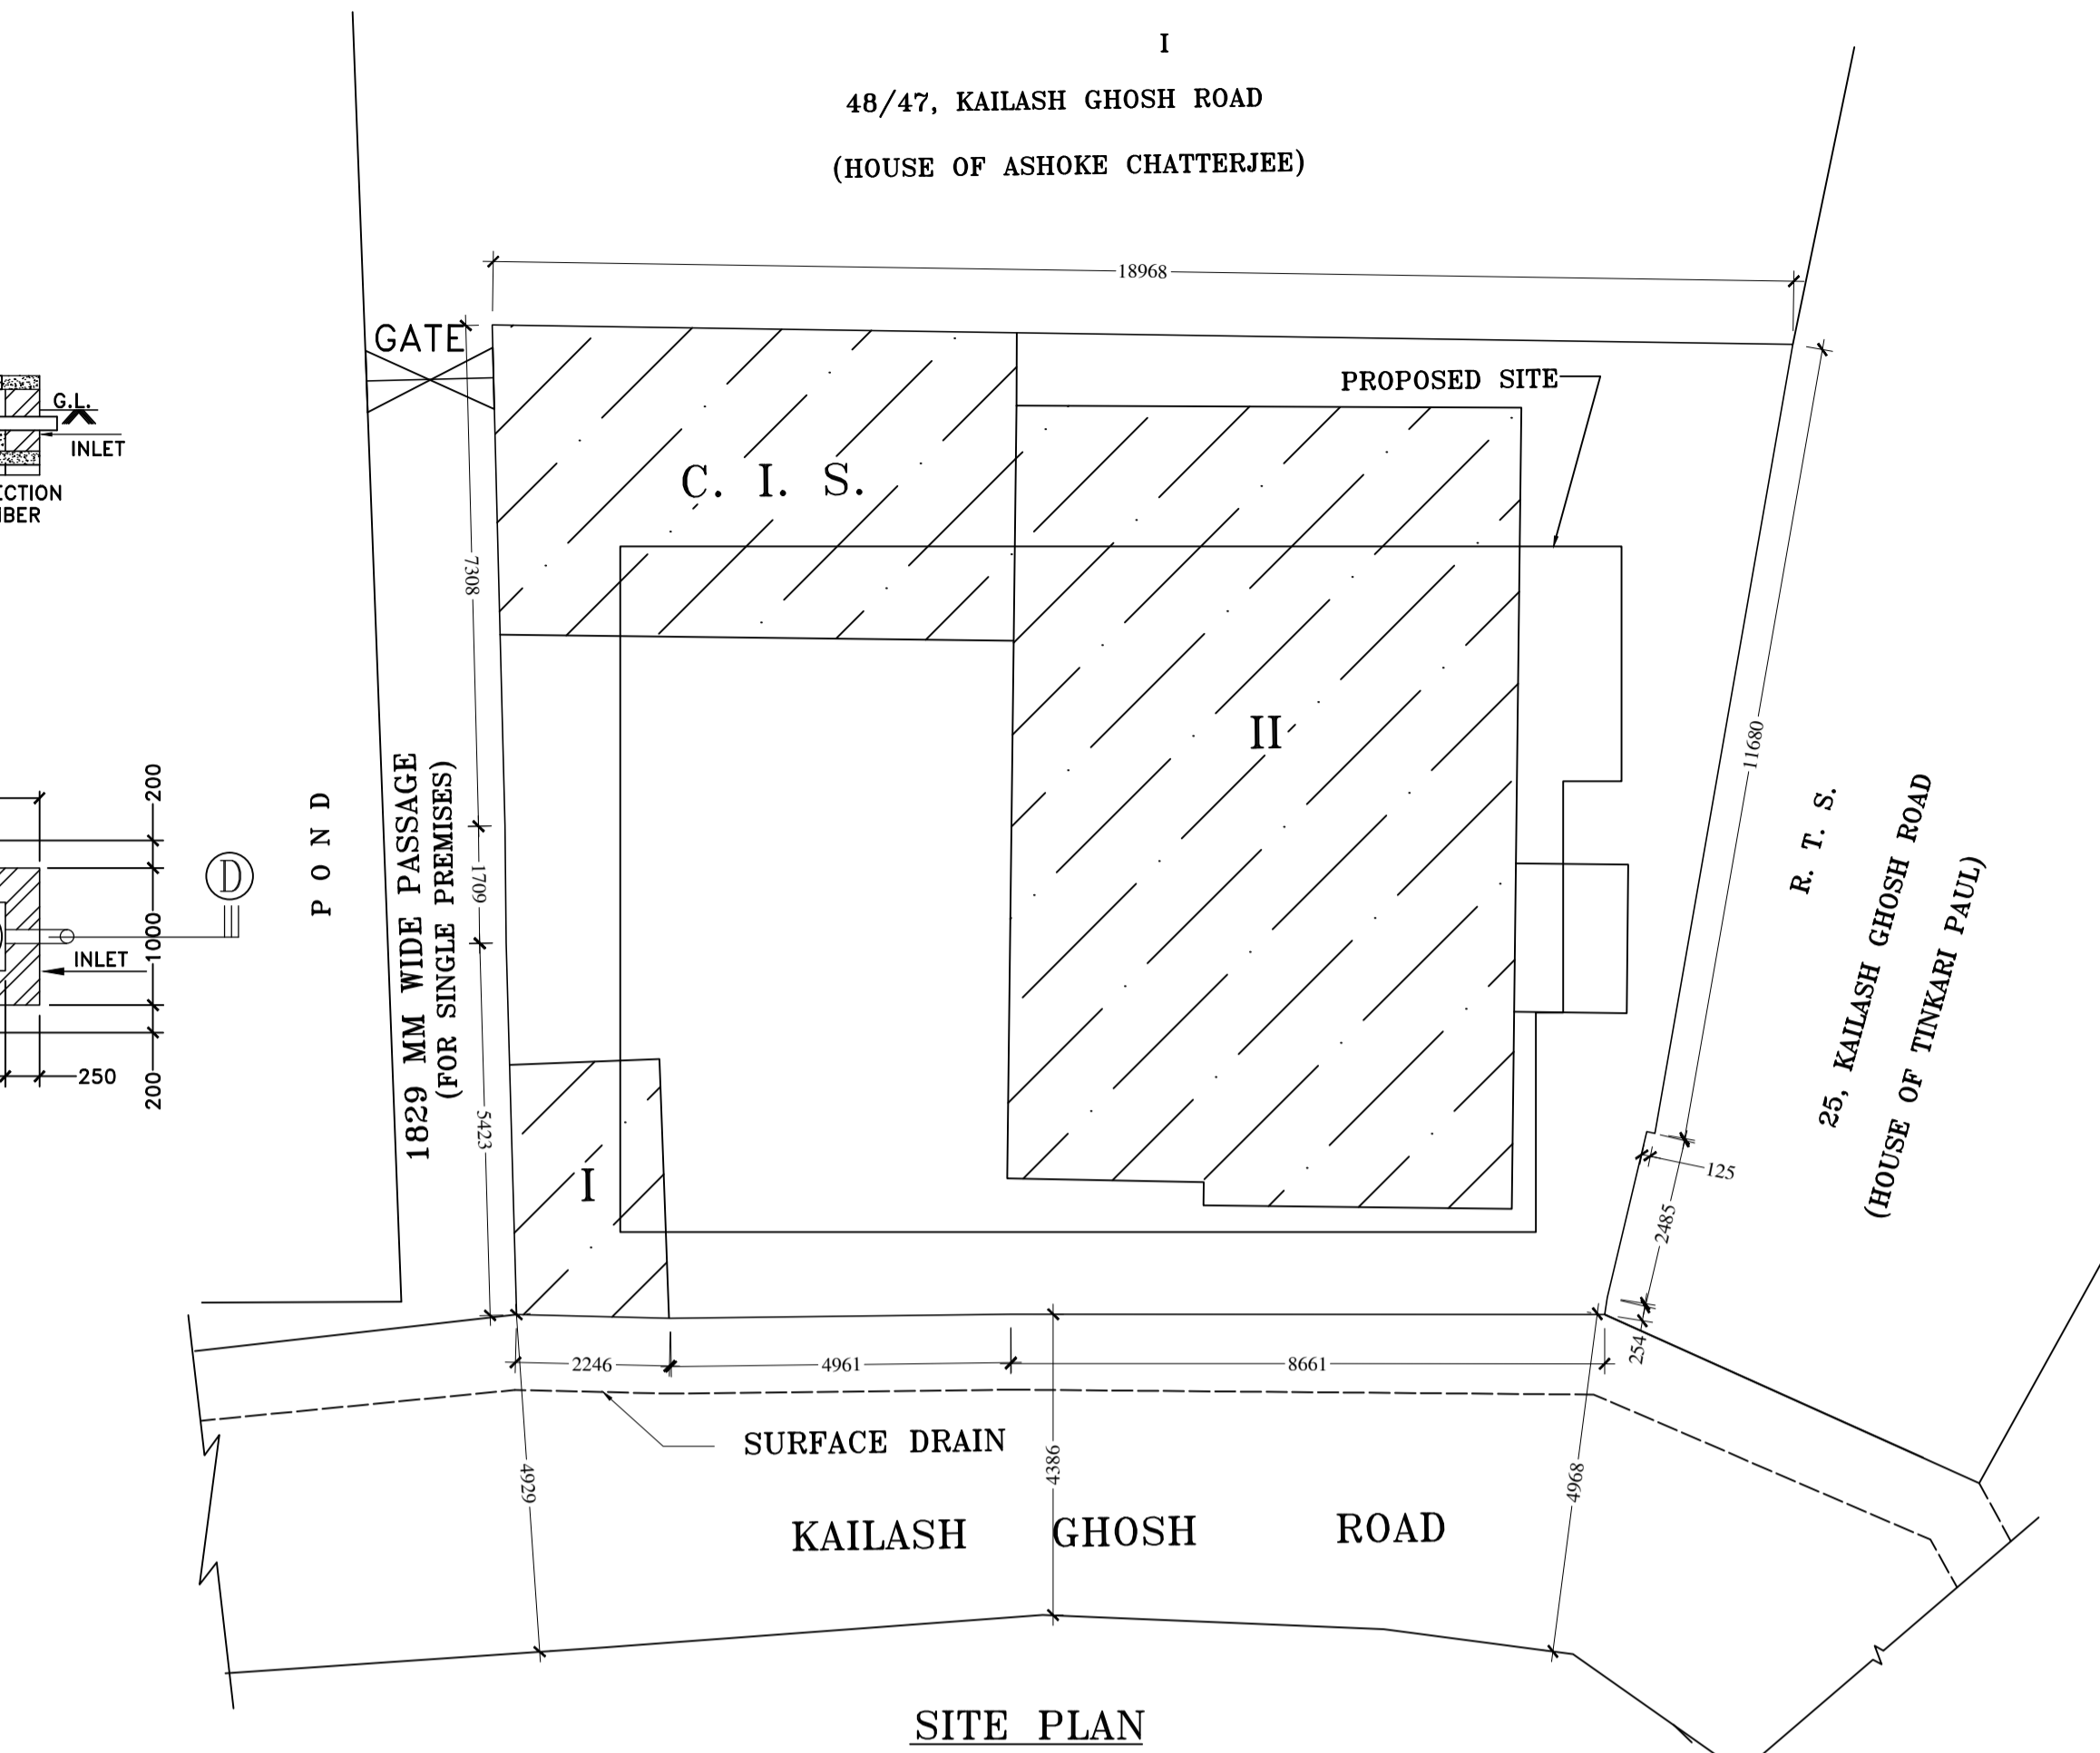 I
48/47, KAILASH GHOSH ROAD
(HOUSE OF ASHOKE CHATTERJEE)
18968
GATE
PROPOSED SITE
G.L.
INLET
C. I. S.
7308
II
11680
200
POND
1829 MM WIDE PASSAGE
(FOR SINGLE PREMISES)
R. T. S.
25, KAILASH GHOSH ROAD
(HOUSE OF TINKARI PAUL)
D
1709
1000
INLET
250
200
5423
I
125
2485
254
2246
4961
8661
SURFACE DRAIN
4929
4386
4968
KAILASH GHOSH ROAD
SITE PLAN